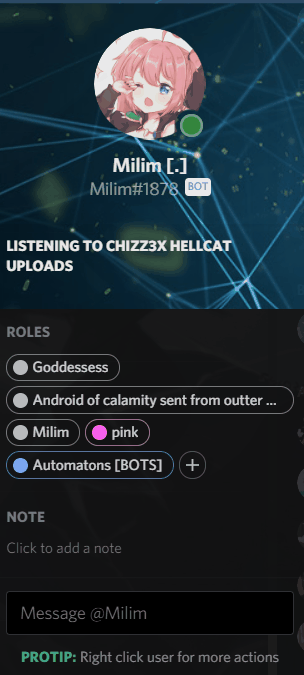 Milim [.]
Milim#1878 BOT
LISTENING TO CHIZZ3X HELLCAT
UPLOADS
ROLES
Goddessess
Android of calamity sent from outter ...
Milim pink
Automatons [BOTS] +
NOTE
Click to add a note
Message @Milim
PROTIP: Right click user for more actions